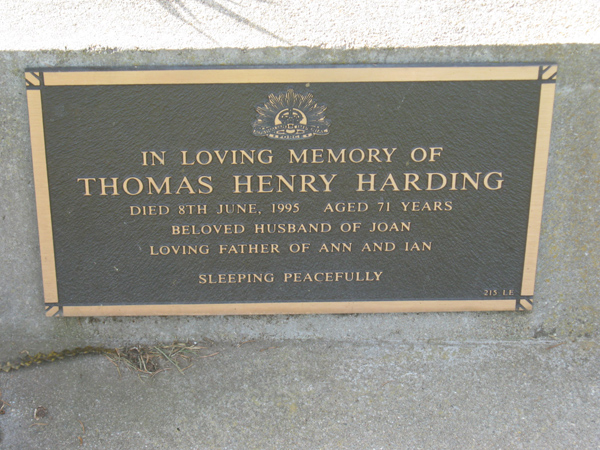 IN LOVING MEMORY OF
THOMAS HENRY HARDING
DIED 8TH JUNE, 1995 AGED 71 YEARS
BELOVED HUSBAND OF JOAN
LOVING FATHER OF ANN AND IAN
SLEEPING PEACEFULLY
215 LE